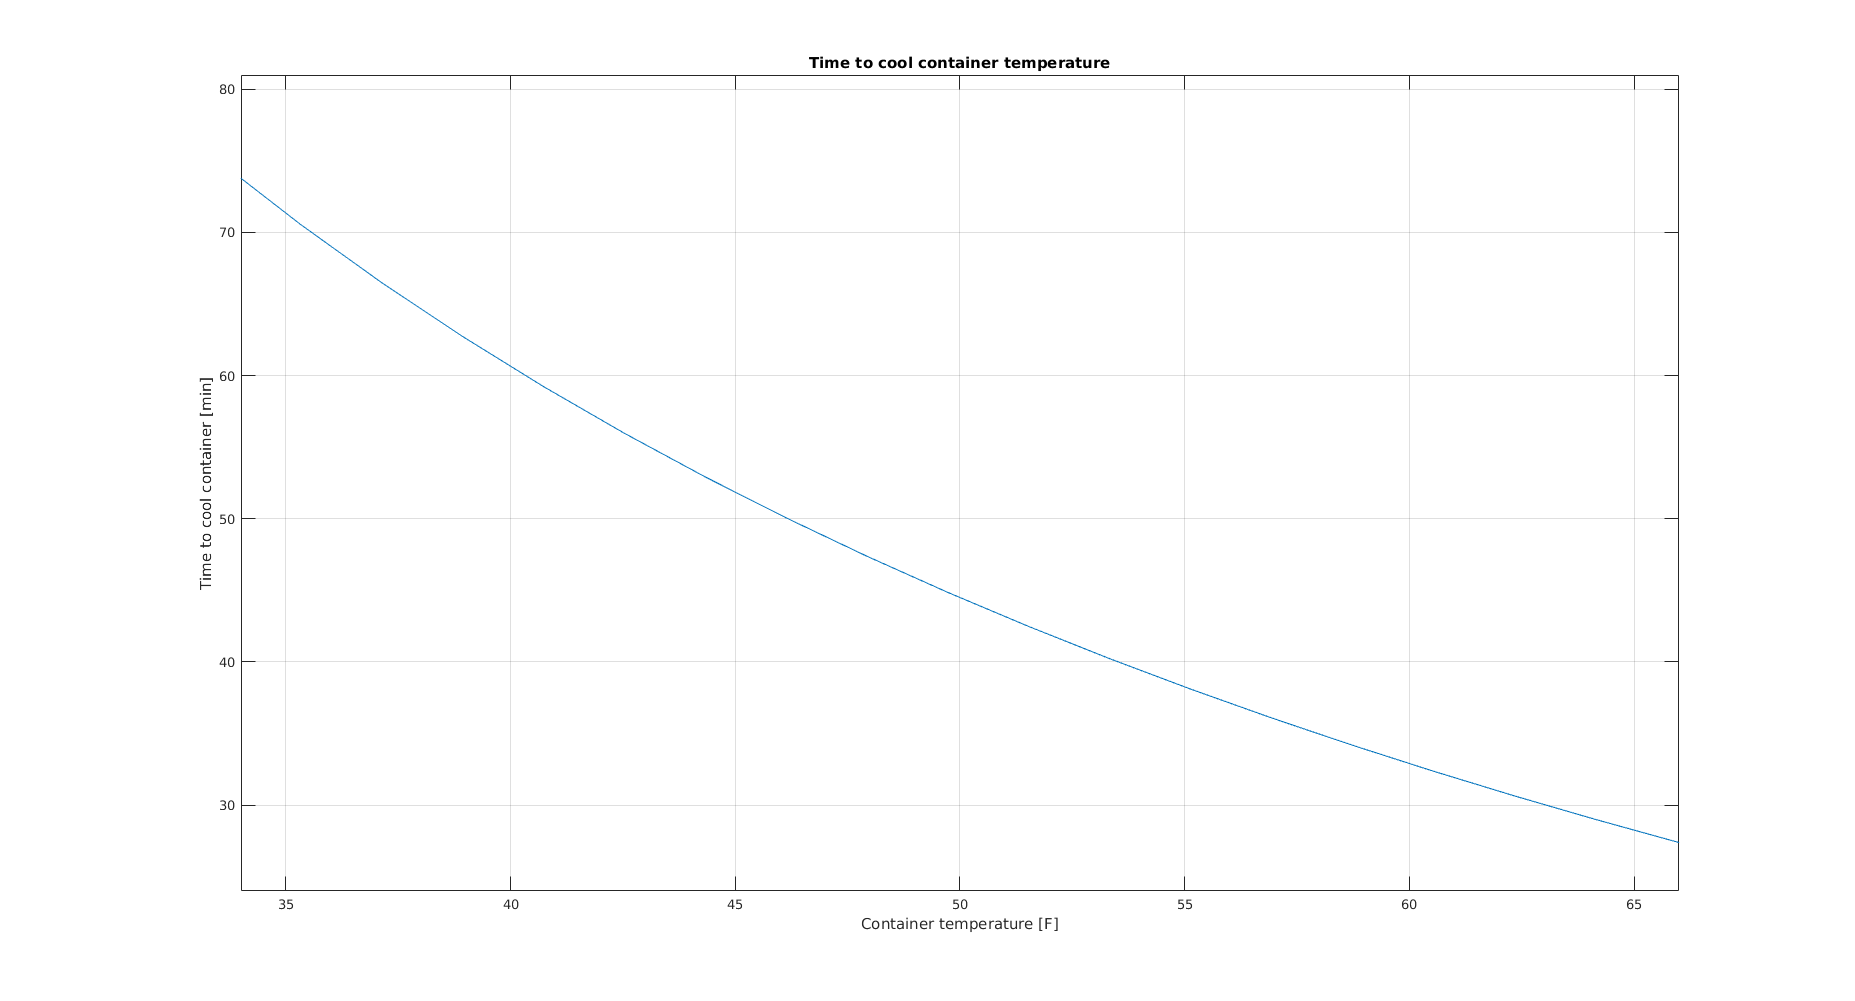 Time to cool container temperature
80
70
60
50
40
30
Time to cool container [min]
35 40 45 50 55 60 65
Container temperature [F]